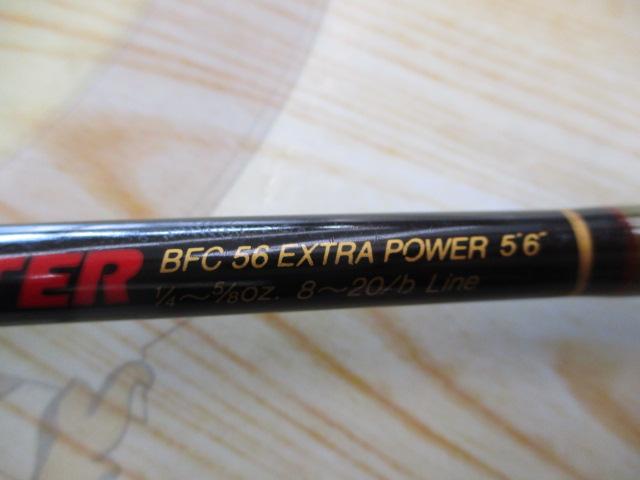 TER BFC 56 EXTRA POWER 5'6"
1/4~5/8oz. 8~20lb Line